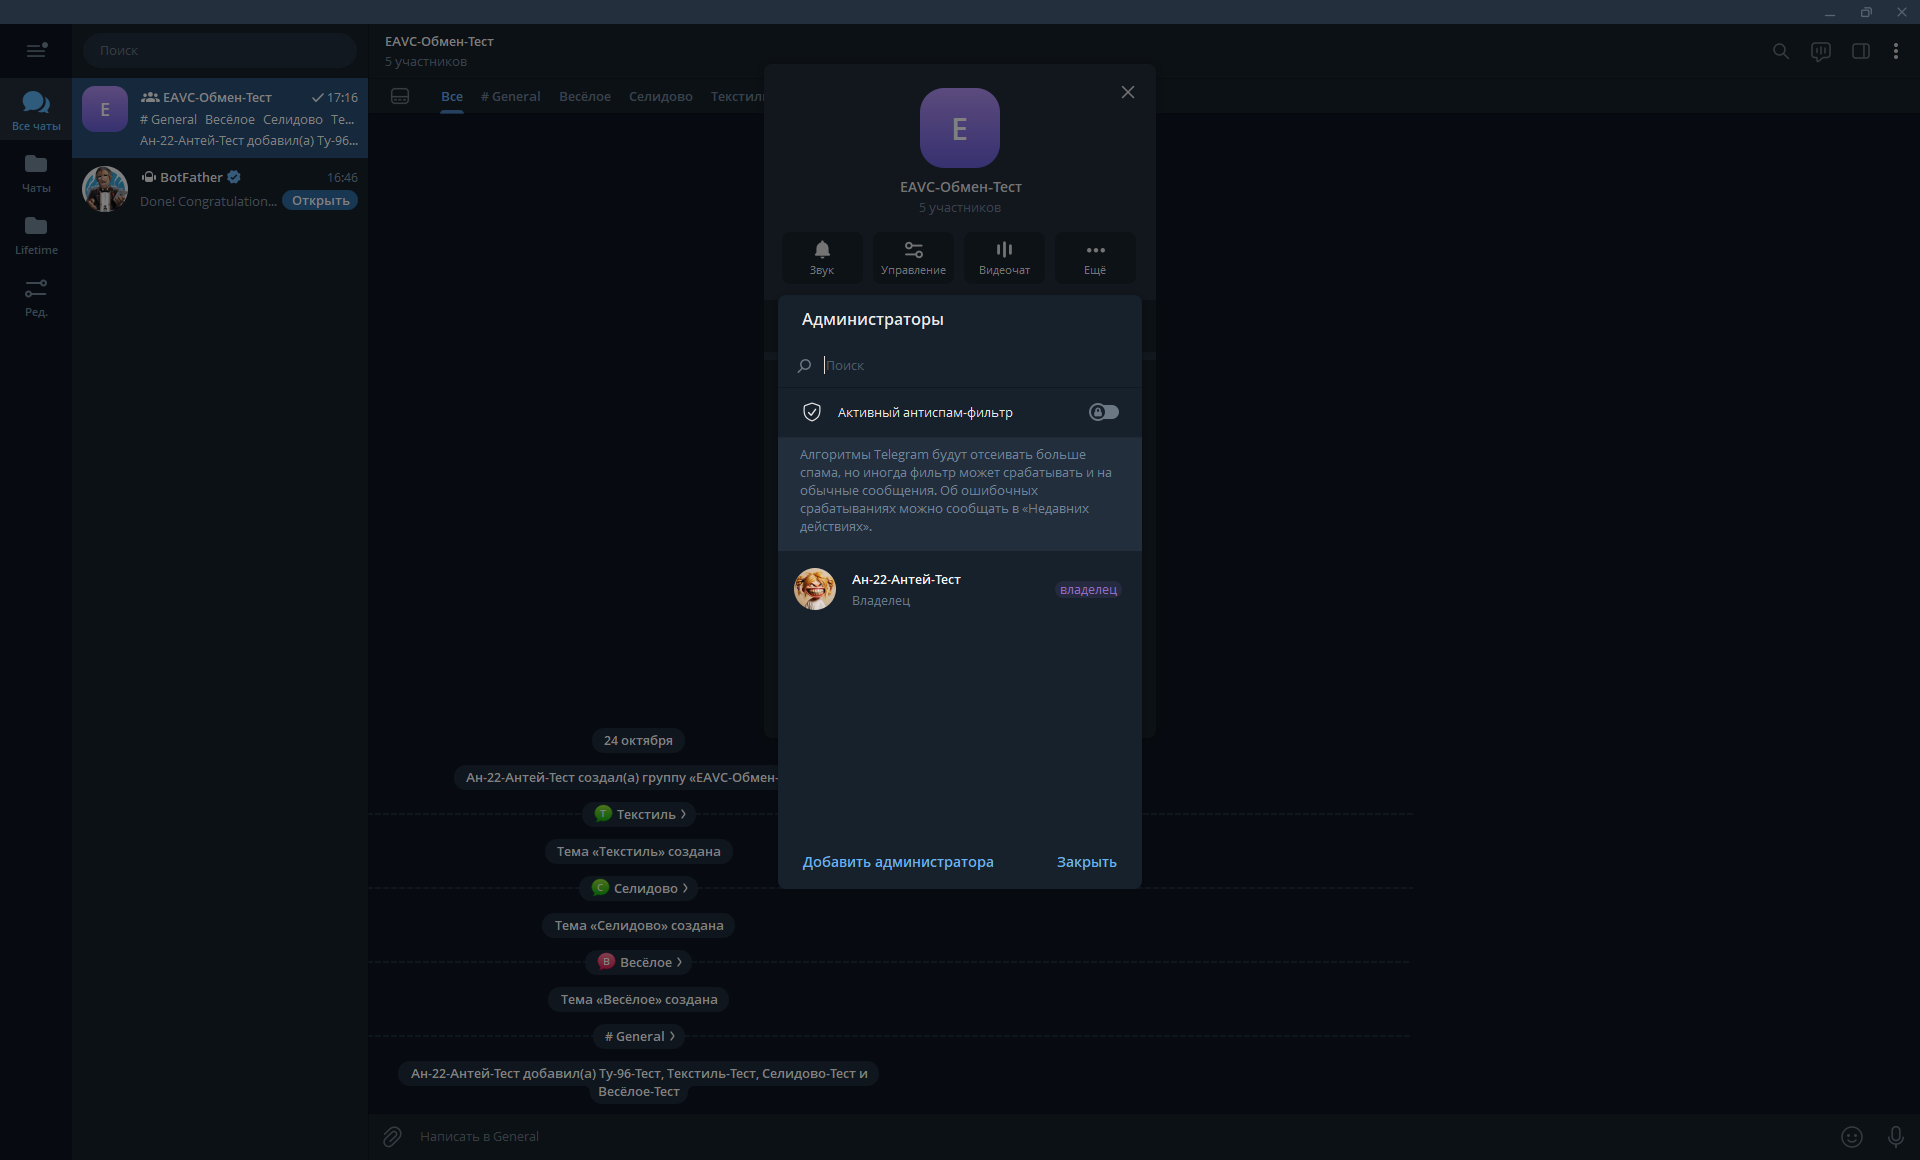 Поиск
Все чаты
Чаты
Lifetime
Ред.
E
EAVC-Обмен-Тест
17:16
# General Весёлое Селидово Те...
Ан-22-Антей-Тест добавил(а) Ту-96...
BotFather
16:46
Done! Congratulation...
Открыть
EAVC-Обмен-Тест
5 участников
Все
# General
Весёлое
Селидово
E
EAVC-Обмен-Тест
5 участников
Звук
Управление
Видеочат
Ещё
Администраторы
Поиск
Активный антиспам-фильтр
Алгоритмы Telegram будут отсеивать больше
спама, но иногда фильтр может срабатывать и на
обычные сообщения. Об ошибочных
срабатываниях можно сообщать в «Недавних
действиях».
Ан-22-Антей-Тест
Владелец
владелец
Добавить администратора
Закрыть
24 октября
Ан-22-Антей-Тест создал(а) группу «EAVC-Обмен-
Т Текстиль
Тема «Текстиль» создана
С Селидово
Тема «Селидово» создана
В Весёлое
Тема «Весёлое» создана
# General
Ан-22-Антей-Тест добавил(а) Ту-96-Тест, Текстиль-Тест, Селидово-Тест и
Весёлое-Тест
Написать в General